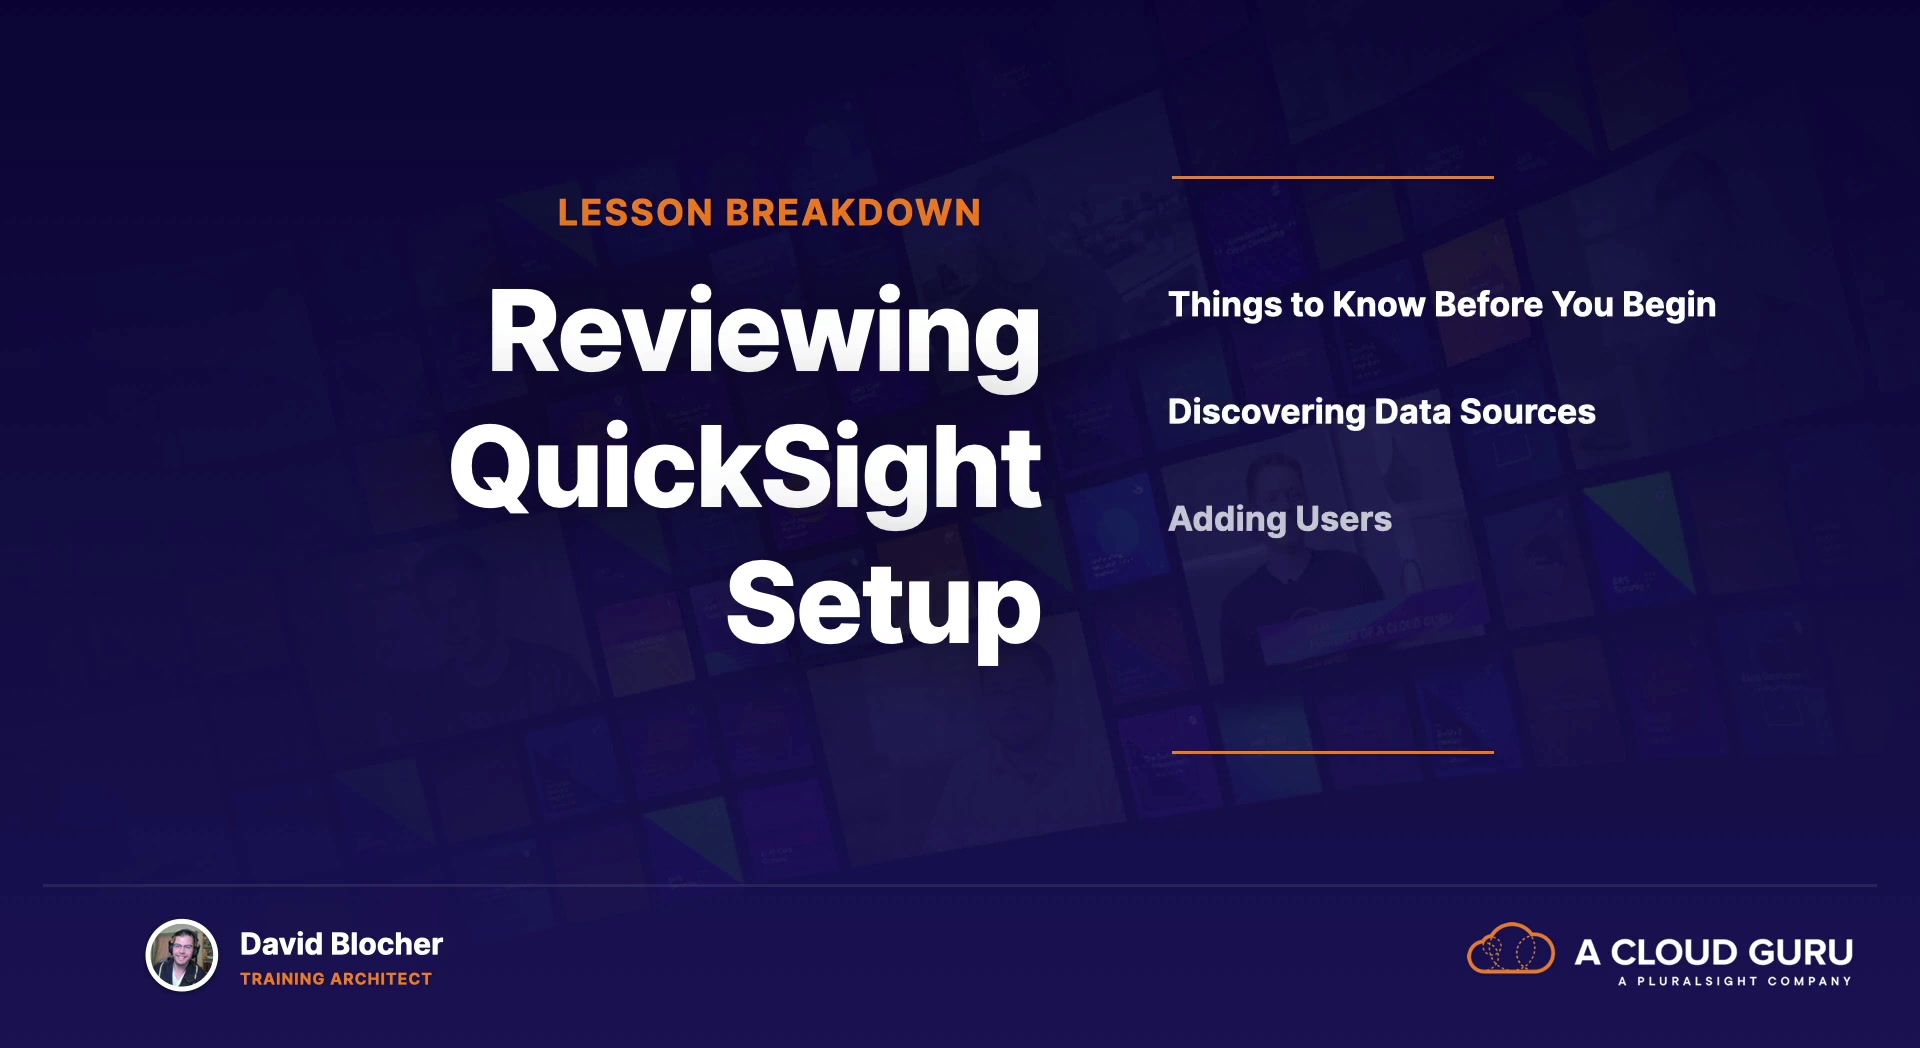 LESSON BREAKDOWN
Reviewing
QuickSight
Setup
Things to Know Before You Begin
Discovering Data Sources
Adding Users
David Blocher
TRAINING ARCHITECT
A CLOUD GURU
A PLURALSIGHT COMPANY